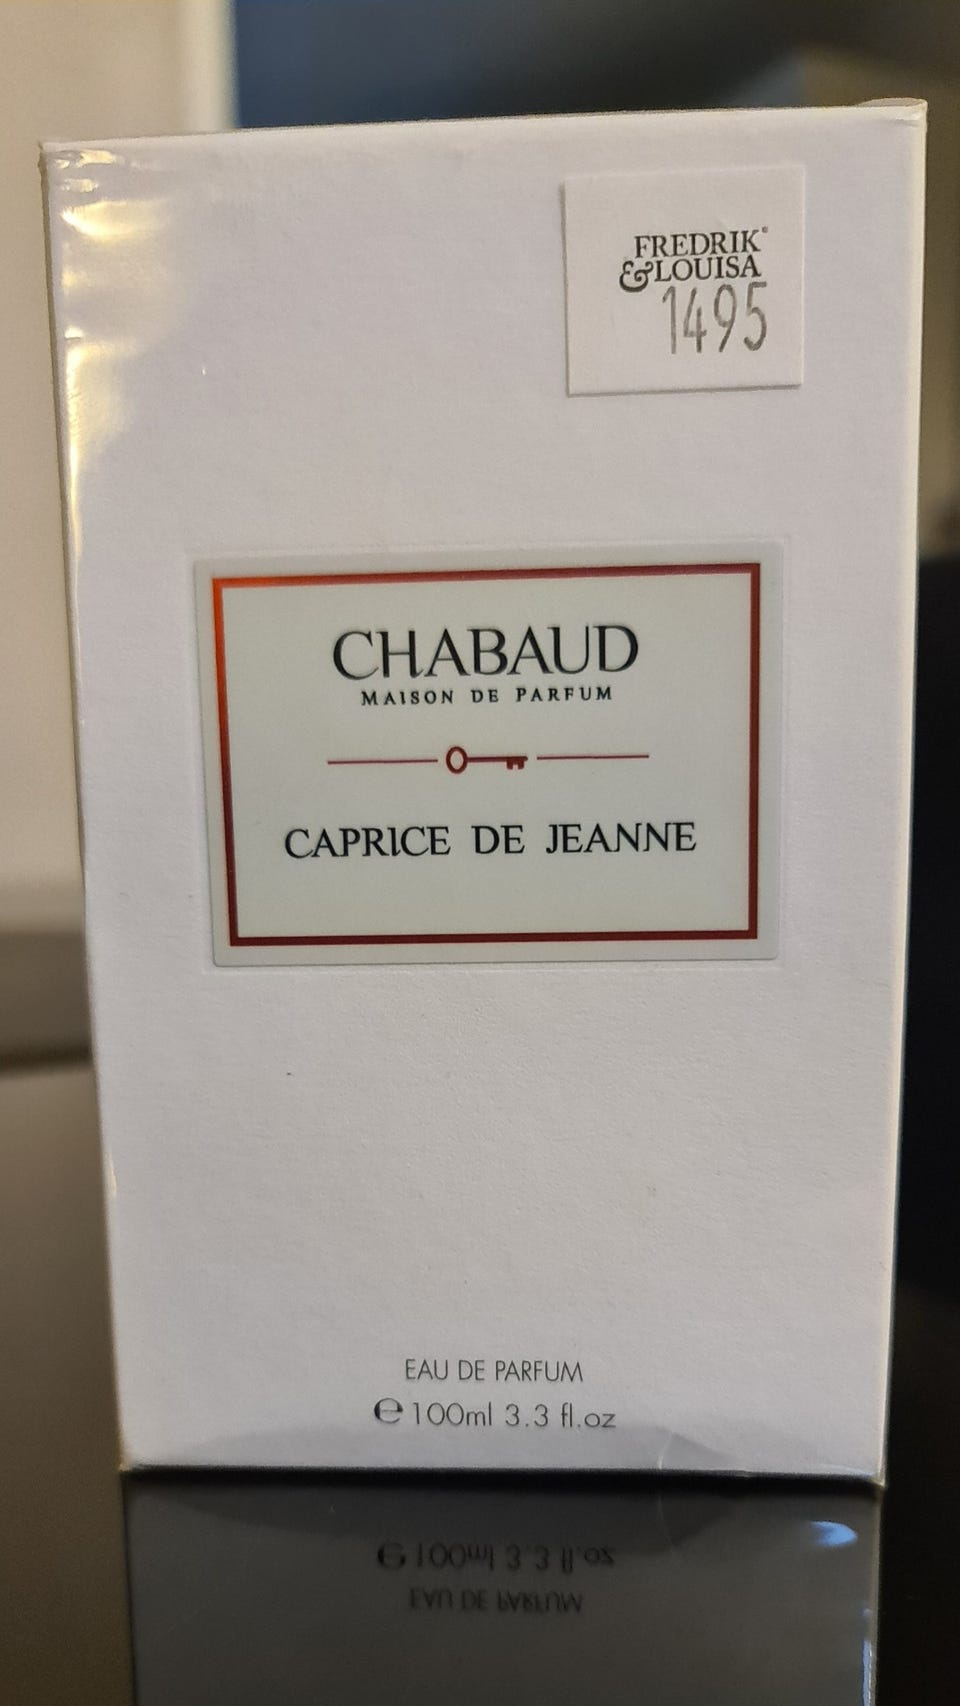 FREDRIK®
&LOUISA
1495
CHABAUD
MAISON DE PARFUM
CAPRICE DE JEANNE
EAU DE PARFUM
℮100ml 3.3 fl.oz